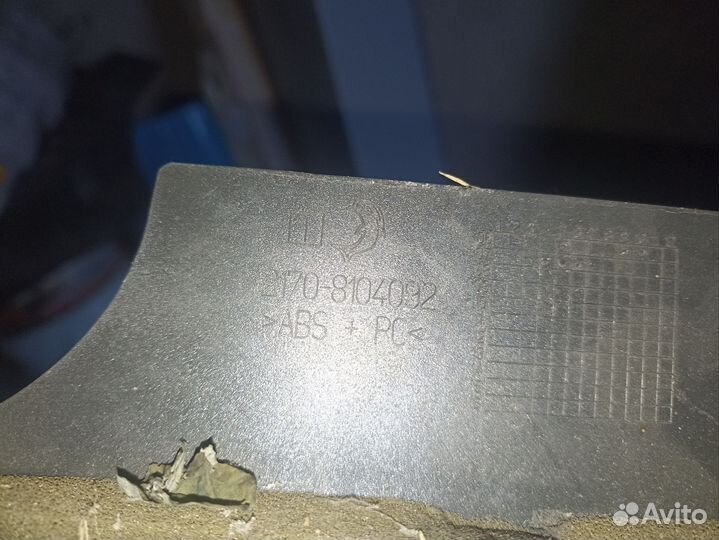 2170-8104092
>ABS + PC<
Avito